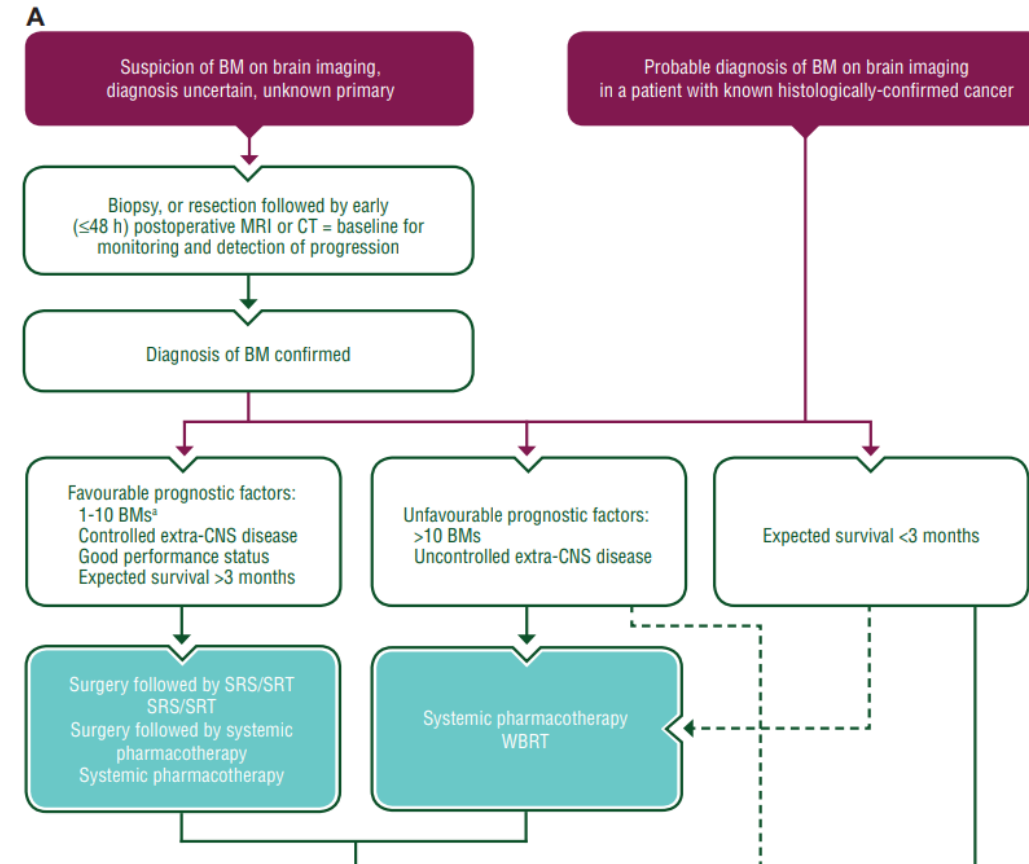 A
Suspicion of BM on brain imaging,
diagnosis uncertain, unknown primary
Probable diagnosis of BM on brain imaging
in a patient with known histologically-confirmed cancer
Biopsy, or resection followed by early
(≤48 h) postoperative MRI or CT = baseline for
monitoring and detection of progression
Diagnosis of BM confirmed
Favourable prognostic factors:
1-10 BMsᵃ
Controlled extra-CNS disease
Good performance status
Expected survival >3 months
Unfavourable prognostic factors:
>10 BMs
Uncontrolled extra-CNS disease
Expected survival <3 months
Surgery followed by SRS/SRT
SRS/SRT
Surgery followed by systemic
pharmacotherapy
Systemic pharmacotherapy
Systemic pharmacotherapy
WBRT